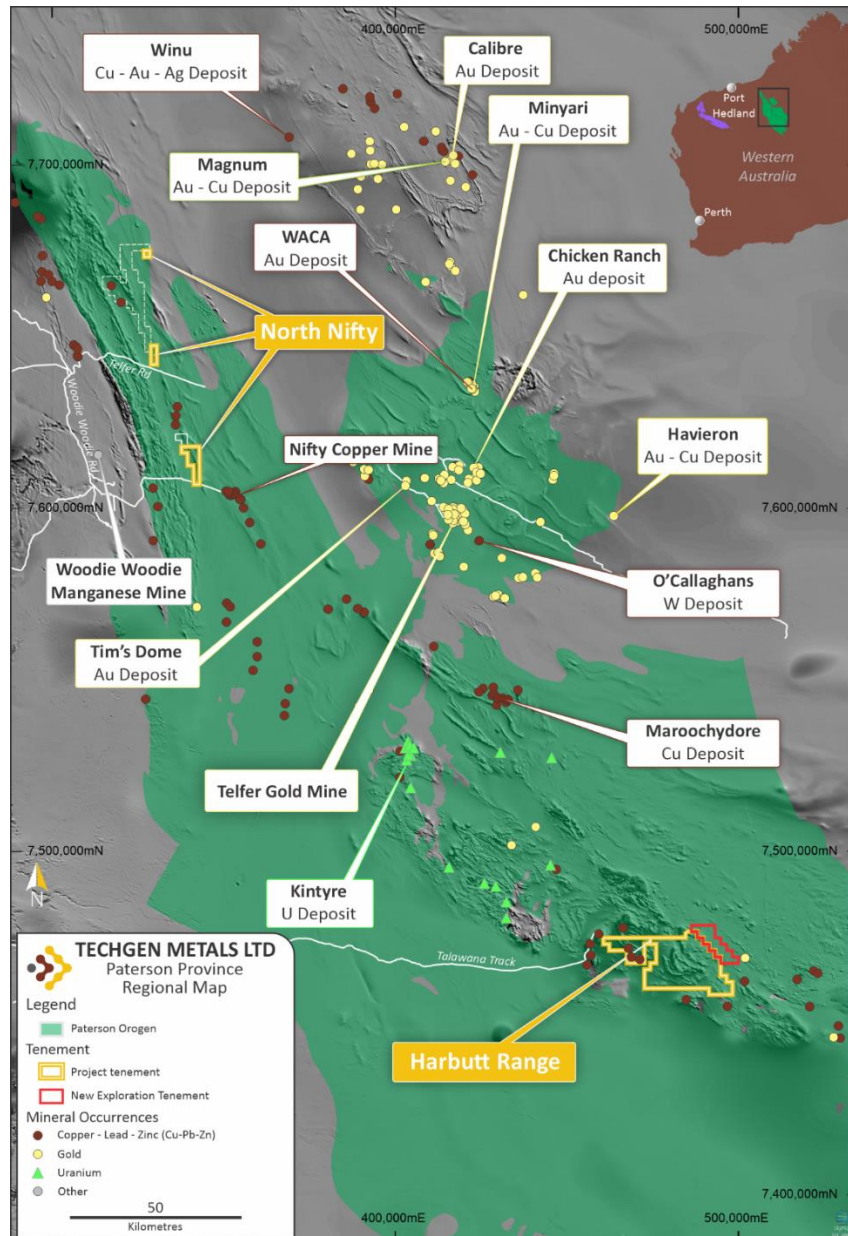 400,000mE
500,000mE
Winu
Cu - Au - Ag Deposit
Calibre
Au Deposit
Port
Hedland
Minyari
Au - Cu Deposit
Magnum
Au - Cu Deposit
Western
Australia
7,700,000mN
Perth
WACA
Au Deposit
Chicken Ranch
Au deposit
North Nifty
Telfer Rd
Woodie Woodie Rd
Nifty Copper Mine
Havieron
Au - Cu Deposit
7,600,000mN
7,600,000mN
Woodie Woodie
Manganese Mine
O'Callaghans
W Deposit
Tim's Dome
Au Deposit
Maroochydore
Cu Deposit
Telfer Gold Mine
7,500,000mN
7,500,000mN
Kintyre
U Deposit
N
Talawana Track
TECHGEN METALS LTD
Paterson Province
Regional Map
Legend
Paterson Orogen
Tenement
Project tenement
New Exploration Tenement
Mineral Occurrences
Copper - Lead - Zinc (Cu-Pb-Zn)
Gold
Uranium
Other
50
Kilometres
Harbutt Range
7,400,000mN
400,000mE
500,000mE